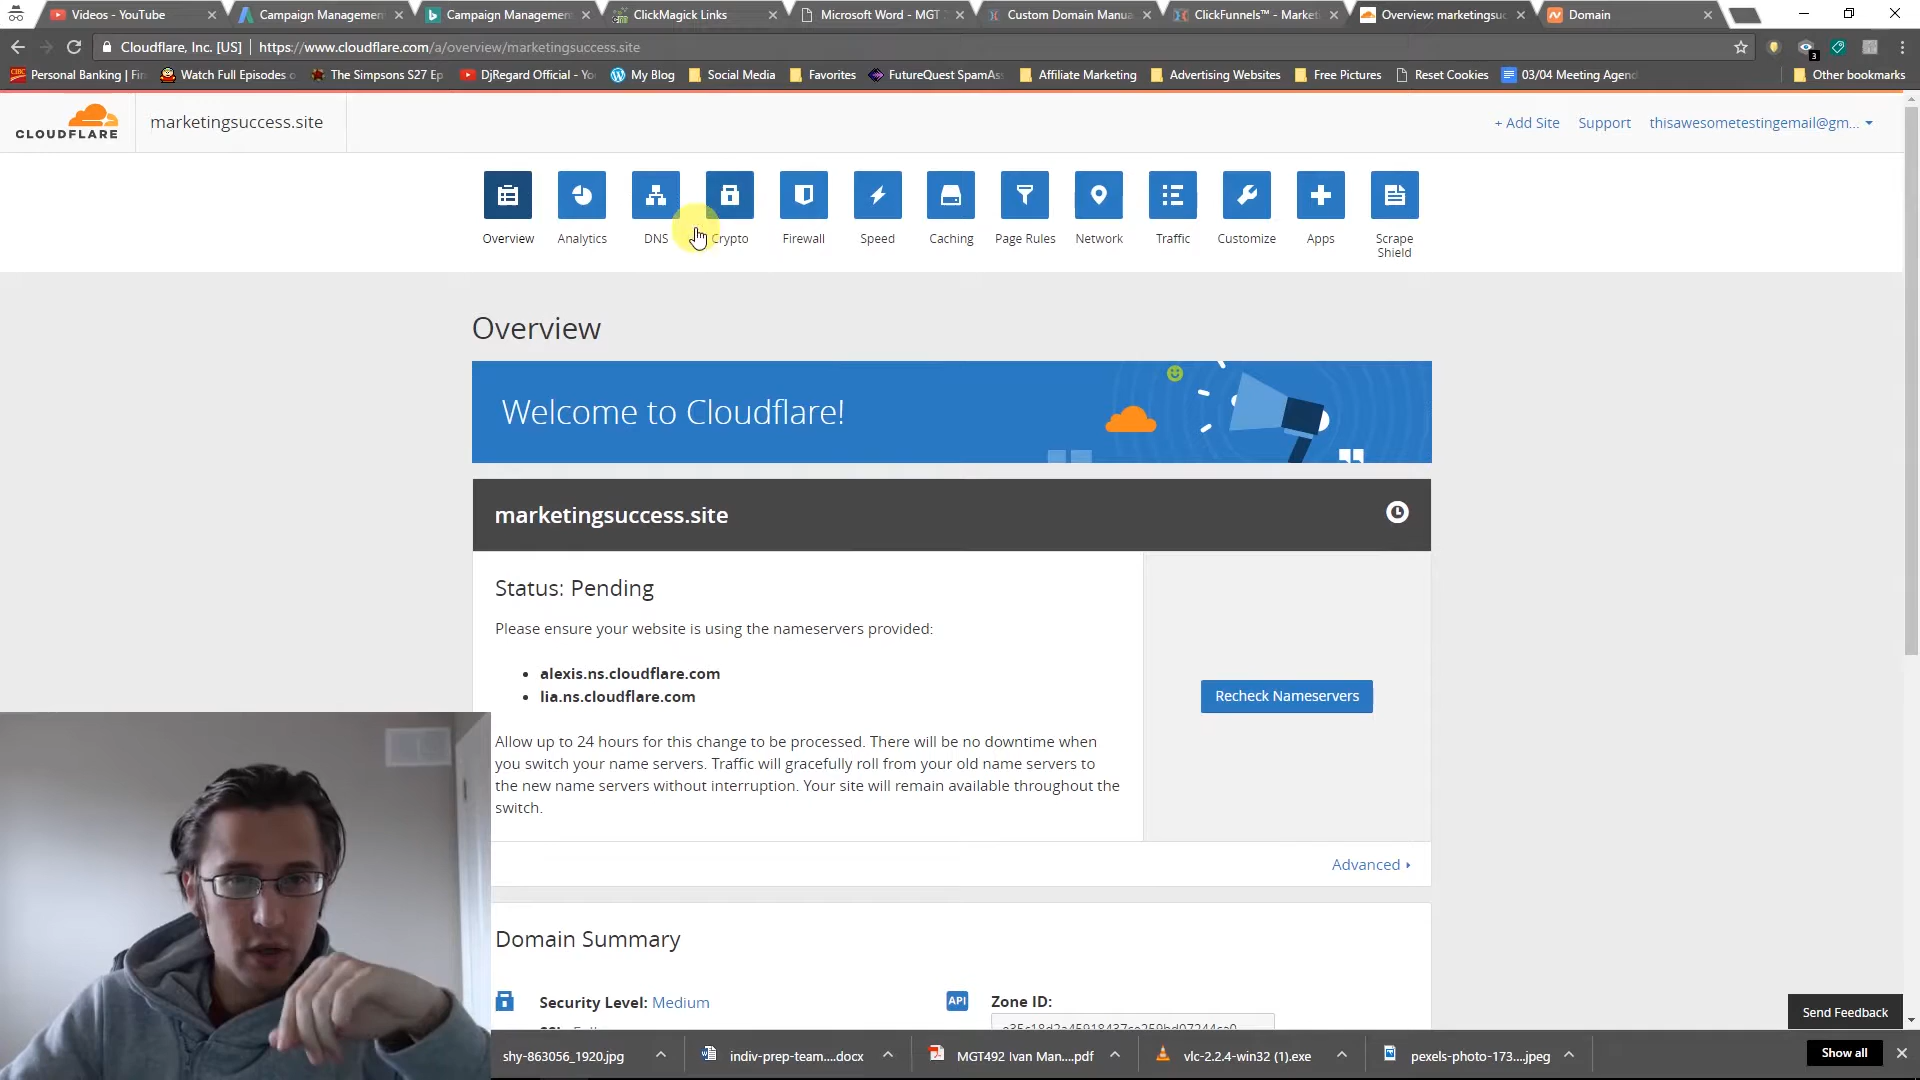 Videos - YouTube
Campaign Management
Campaign Managemen
ClickMagick Links
Microsoft Word - MGT
Custom Domain Manua
ClickFunnels™ - Market
Overview: marketingsuc
Domain
Cloudflare, Inc. [US]
https://www.cloudflare.com/a/overview/marketingsuccess.site
3
CIBC
Personal Banking | Fin
Watch Full Episodes o
The Simpsons S27 Ep
DjRegard Official - Yo
My Blog
Social Media
Favorites
FutureQuest SpamAss
Affiliate Marketing
Advertising Websites
Free Pictures
Reset Cookies
03/04 Meeting Agend
Other bookmarks
CLOUDFLARE
marketingsuccess.site
+ Add Site
Support
thisawesometestingemail@gm...
Overview
Analytics
DNS
Crypto
Firewall
Speed
Caching
Page Rules
Network
Traffic
Customize
Apps
Scrape
Shield
Overview
Welcome to Cloudflare!
marketingsuccess.site
Status: Pending
Please ensure your website is using the nameservers provided:
• alexis.ns.cloudflare.com
• lia.ns.cloudflare.com
Recheck Nameservers
Allow up to 24 hours for this change to be processed. There will be no downtime when
you switch your name servers. Traffic will gracefully roll from your old name servers to
the new name servers without interruption. Your site will remain available throughout the
switch.
Advanced
Domain Summary
Security Level: Medium
API
Zone ID:
Send Feedback
shy-863056_1920.jpg
indiv-prep-team....docx
MGT492 Ivan Man....pdf
vlc-2.2.4-win32 (1).exe
pexels-photo-173....jpeg
Show all